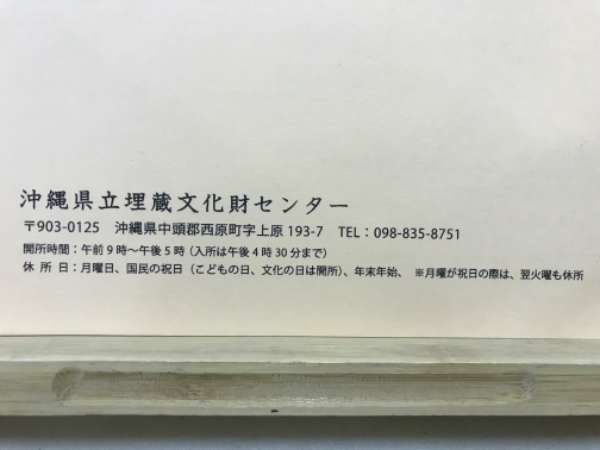 沖縄県立埋蔵文化財センター
〒903-0125 沖縄県中頭郡西原町字上原 193-7 TEL：098-835-8751
開所時間：午前９時〜午後５時（入所は午後４時30分まで）
休 所 日：月曜日、国民の祝日（こどもの日、文化の日は開所）、年末年始、 ※月曜が祝日の際は、翌火曜も休所